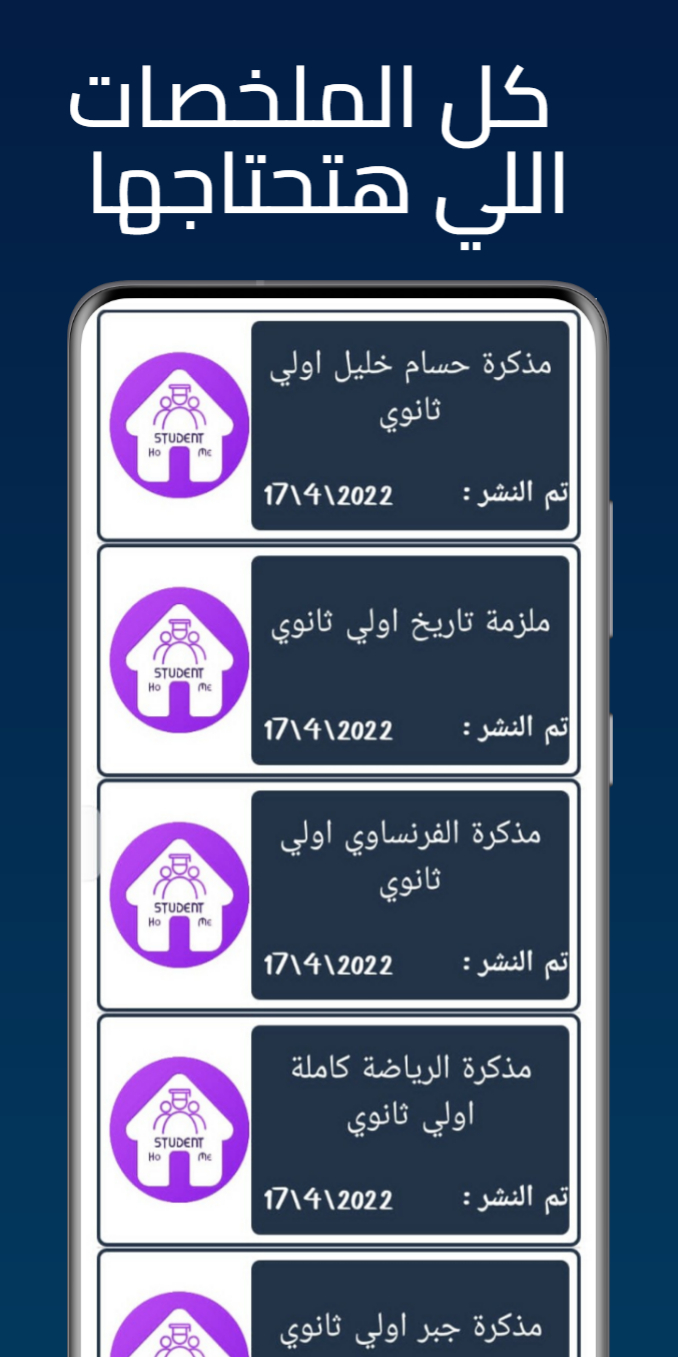 كل الملخصات
اللي هتحتاجها
مذكرة حسام خليل اولي
ثانوي
تم النشر : 17\4\2022
STUDENT
Ho Me
ملزمة تاريخ اولي ثانوي
تم النشر : 17\4\2022
STUDENT
Ho Me
مذكرة الفرنساوي اولي
ثانوي
تم النشر : 17\4\2022
STUDENT
Ho Me
مذكرة الرياضة كاملة
اولي ثانوي
تم النشر : 17\4\2022
STUDENT
Ho Me
مذكرة جبر اولي ثانوي